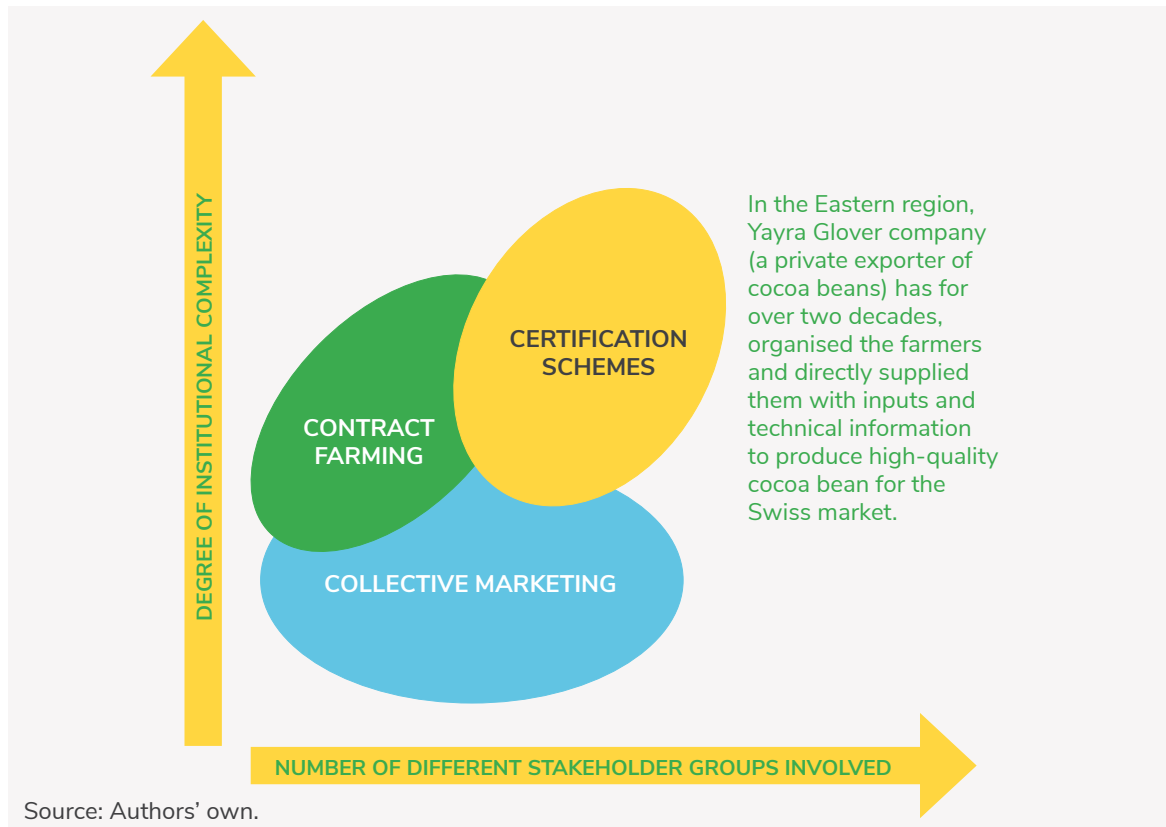 DEGREE OF INSTITUTIONAL COMPLEXITY
CERTIFICATION
SCHEMES
CONTRACT
FARMING
COLLECTIVE MARKETING
In the Eastern region,
Yayra Glover company
(a private exporter of
cocoa beans) has for
over two decades,
organised the farmers
and directly supplied
them with inputs and
technical information
to produce high-quality
cocoa bean for the
Swiss market.
NUMBER OF DIFFERENT STAKEHOLDER GROUPS INVOLVED
Source: Authors’ own.